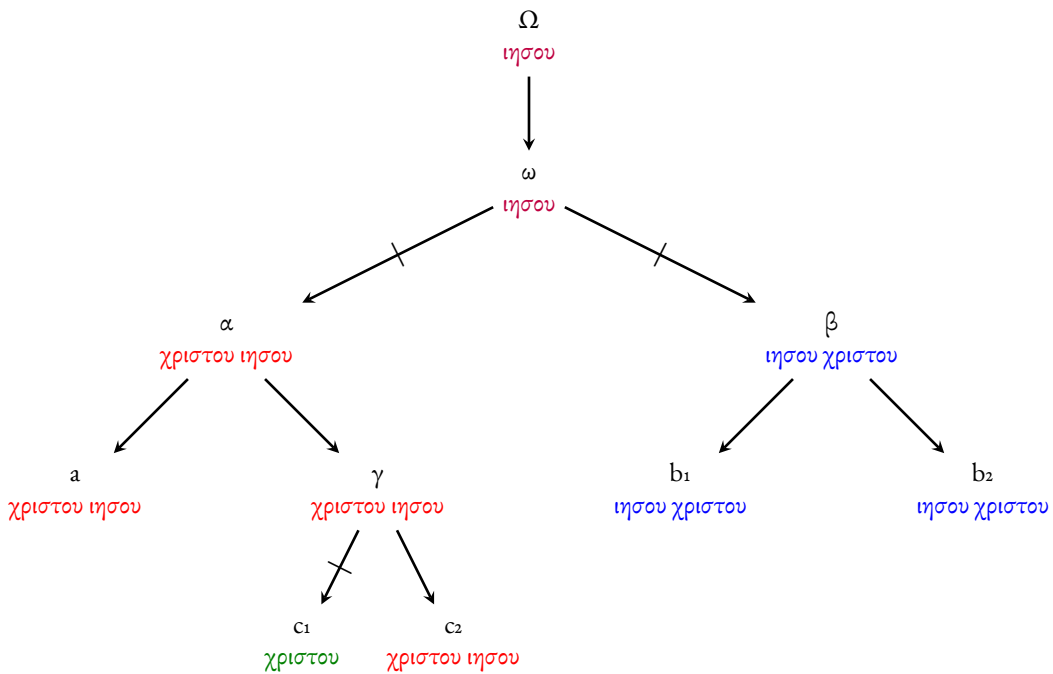 Ω
ιησου
ω
ιησου
α
χριστου ιησου
β
ιησου χριστου
a
χριστου ιησου
γ
χριστου ιησου
b1
ιησου χριστου
b2
ιησου χριστου
c1
χριστου
c2
χριστου ιησου